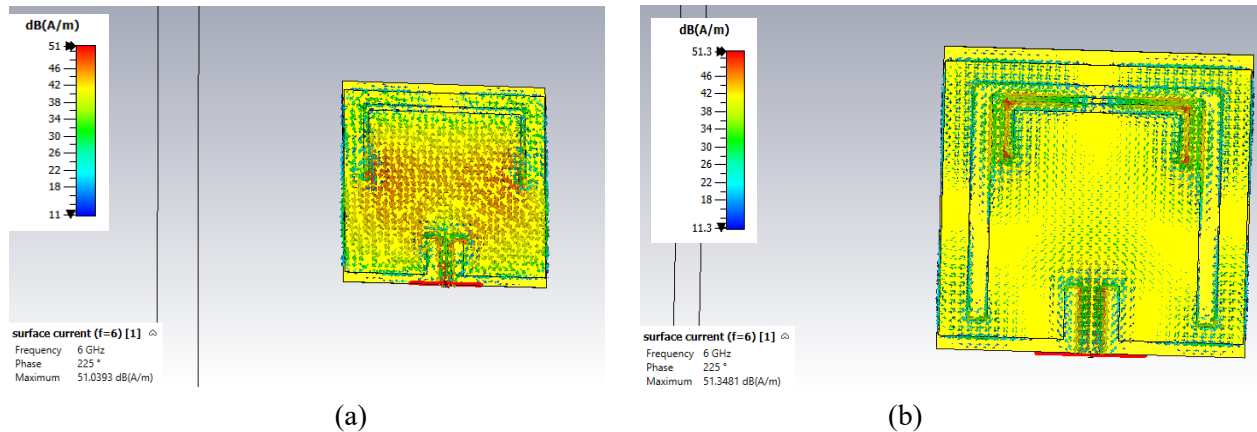 dB(A/m)
51
46
42
38
34
30
26
22
18
11
surface current (f=6) [1]
Frequency 6 GHz
Phase 225 °
Maximum 51.0393 dB(A/m)
(a)
dB(A/m)
51.3
46
42
38
34
30
26
22
18
11.3
surface current (f=6) [1]
Frequency 6 GHz
Phase 225 °
Maximum 51.3481 dB(A/m)
(b)